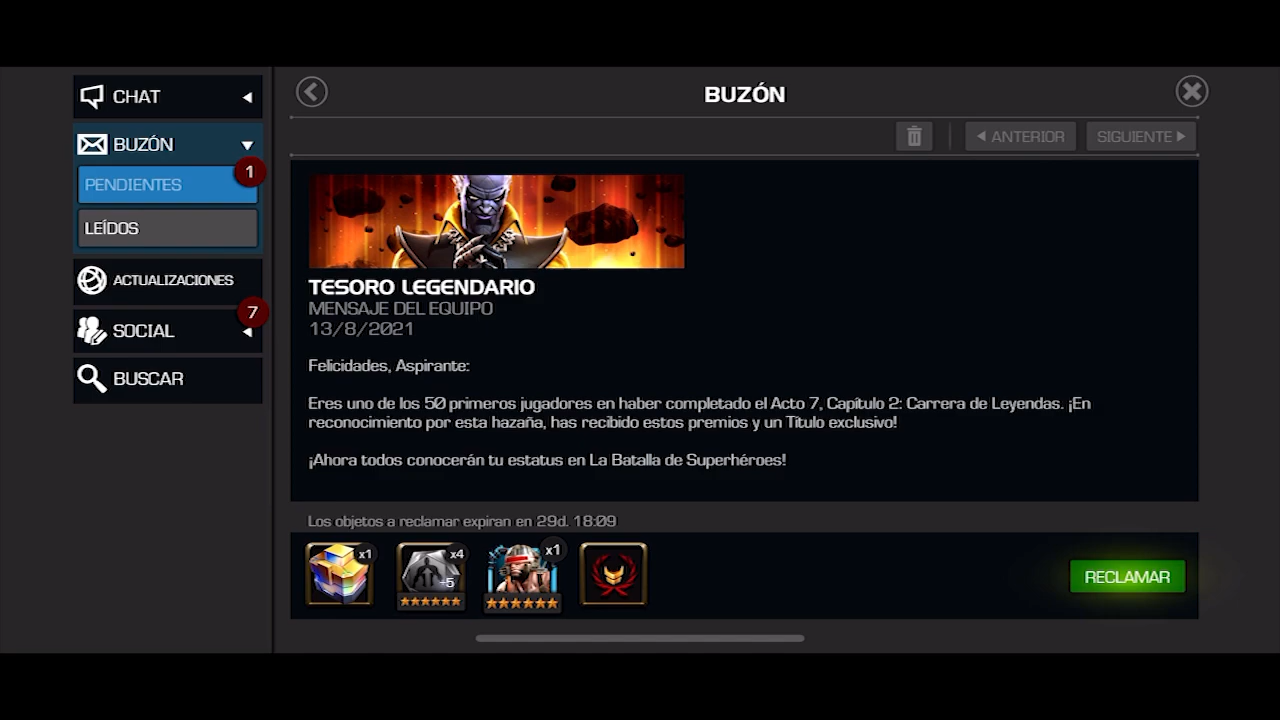 CHAT
BUZÓN
1
PENDIENTES
LEÍDOS
ACTUALIZACIONES
7
SOCIAL
BUSCAR
BUZÓN
ANTERIOR
SIGUIENTE
TESORO LEGENDARIO
MENSAJE DEL EQUIPO
13/8/2021
Felicidades, Aspirante:
Eres uno de los 50 primeros jugadores en haber completado el Acto 7, Capítulo 2: Carrera de Leyendas. ¡En
reconocimiento por esta hazaña, has recibido estos premios y un Título exclusivo!
¡Ahora todos conocerán tu estatus en La Batalla de Superhéroes!
Los objetos a reclamar expiran en 29d. 18:09
x1
x4
-5
x1
RECLAMAR